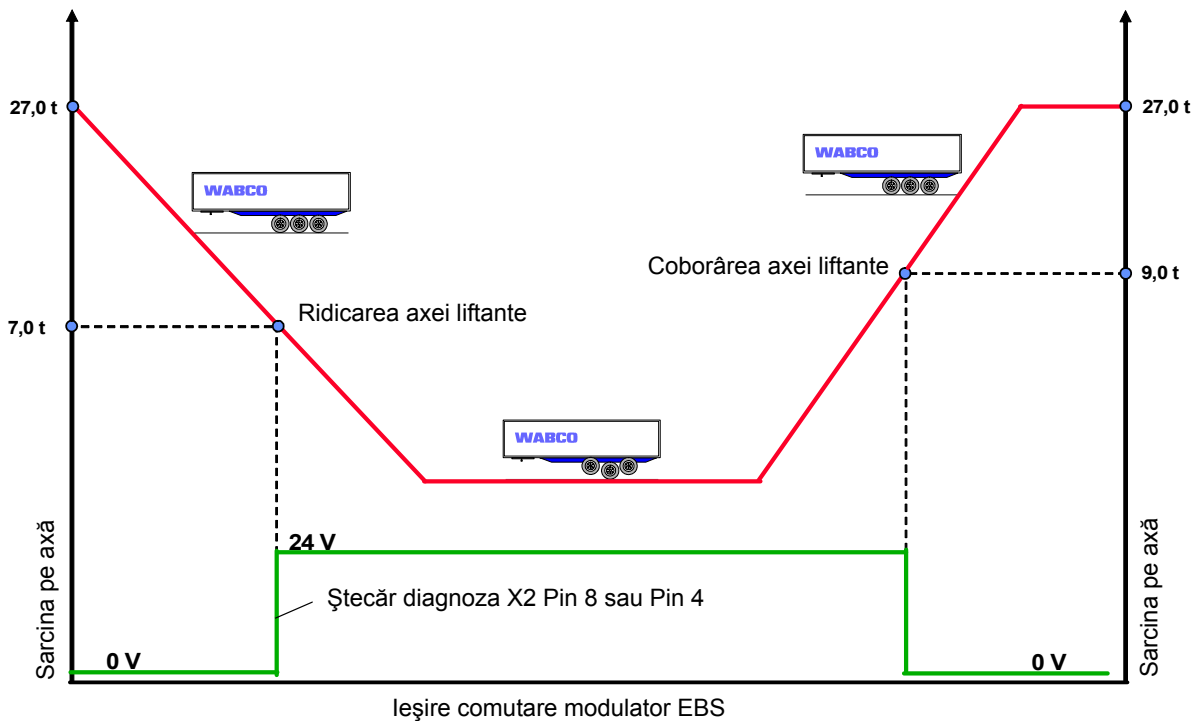 27,0 t
27,0 t
WABCO
WABCO
Coborârea axei liftante
9,0 t
Ridicarea axei liftante
7,0 t
WABCO
Sarcina pe axă
Sarcina pe axă
24 V
Ştecăr diagnoza X2 Pin 8 sau Pin 4
0 V
0 V
Ieşire comutare modulator EBS